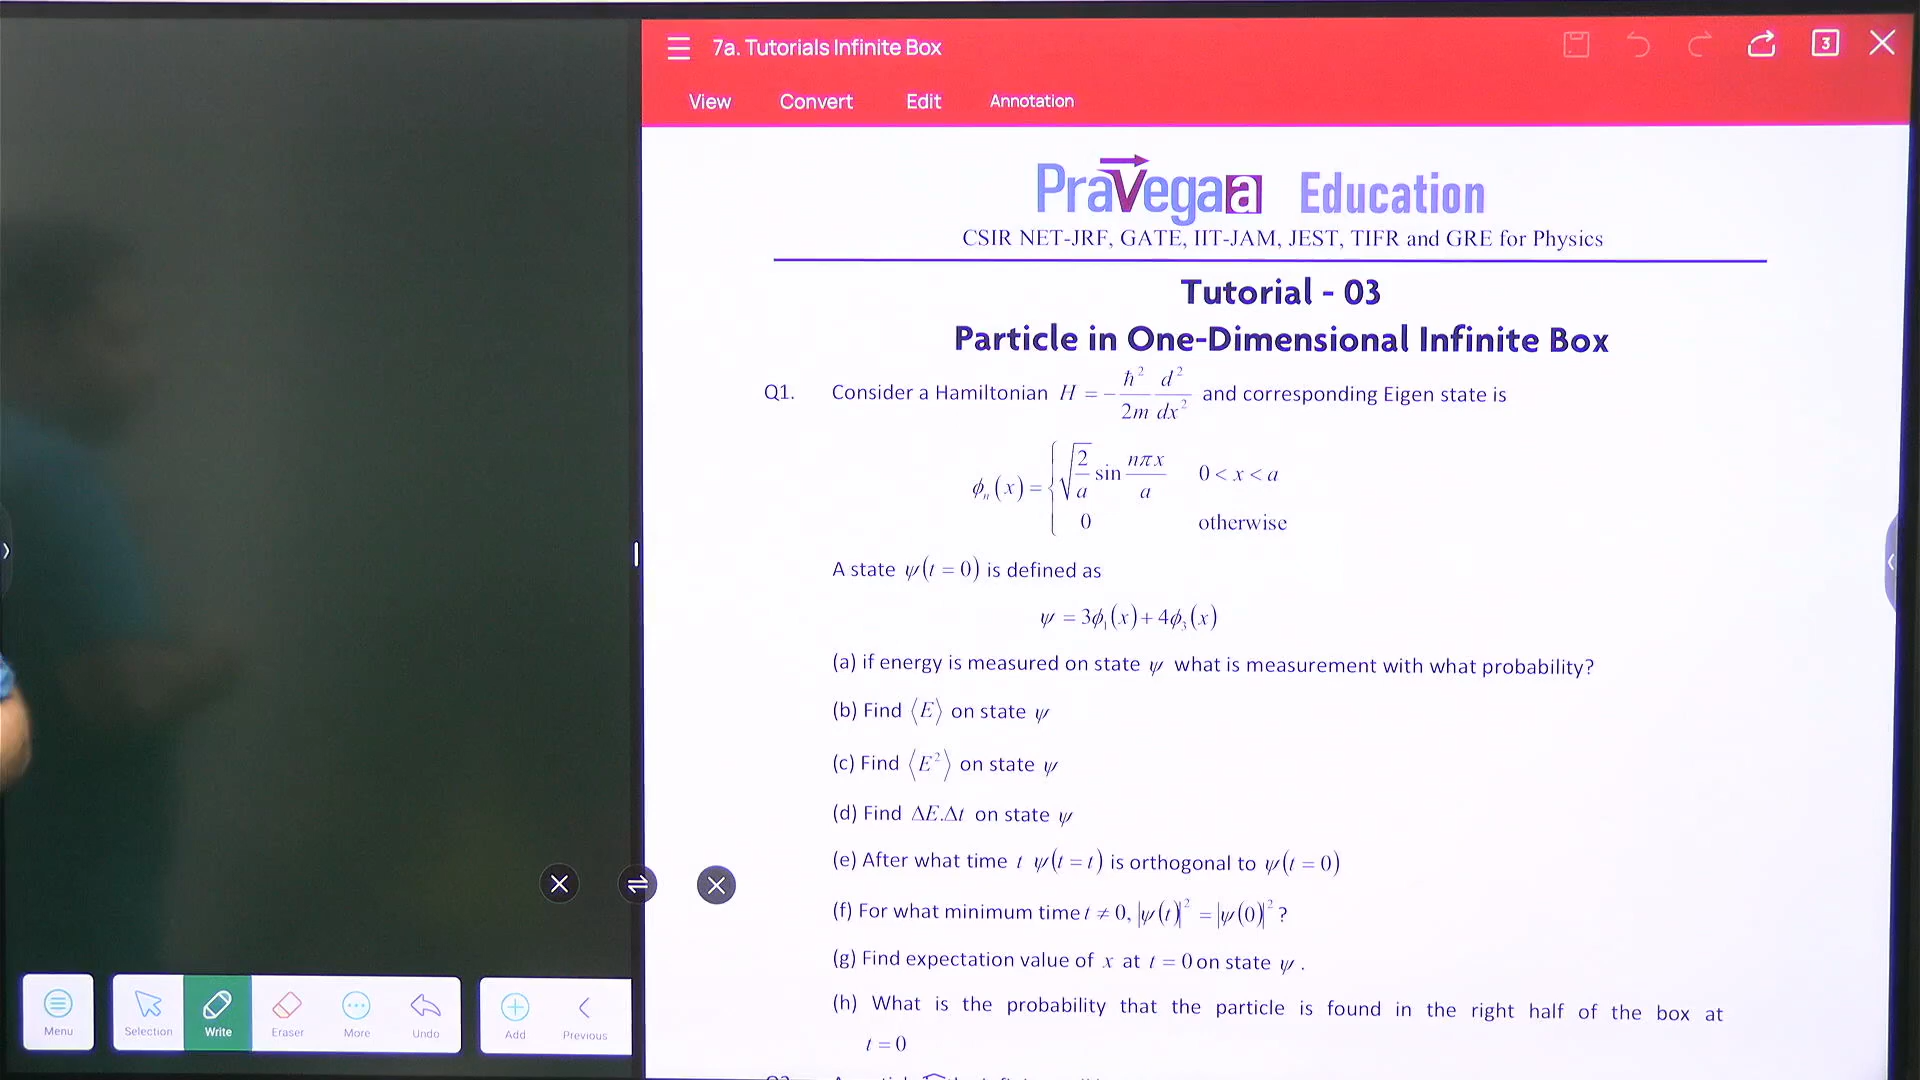 7a. Tutorials Infinite Box
3
View Convert Edit Annotation
Pravegaa Education
CSIR NET-JRF, GATE, IIT-JAM, JEST, TIFR and GRE for Physics
Tutorial - 03
Particle in One-Dimensional Infinite Box
Q1. Consider a Hamiltonian H = -ħ²/2m d²/dx² and corresponding Eigen state is
ϕₙ(x) = { √(2/a) sin nπx/a 0 < x < a
0 otherwise
A state ψ(t = 0) is defined as
ψ = 3ϕ₁(x) + 4ϕ₃(x)
(a) if energy is measured on state ψ what is measurement with what probability?
(b) Find ⟨E⟩ on state ψ
(c) Find ⟨E²⟩ on state ψ
(d) Find ΔE.Δt on state ψ
(e) After what time t ψ(t = t) is orthogonal to ψ(t = 0)
(f) For what minimum time t ≠ 0, |ψ(t)|² = |ψ(0)|² ?
(g) Find expectation value of x at t = 0 on state ψ .
(h) What is the probability that the particle is found in the right half of the box at
t = 0
Menu Selection Write Eraser More Undo Add Previous